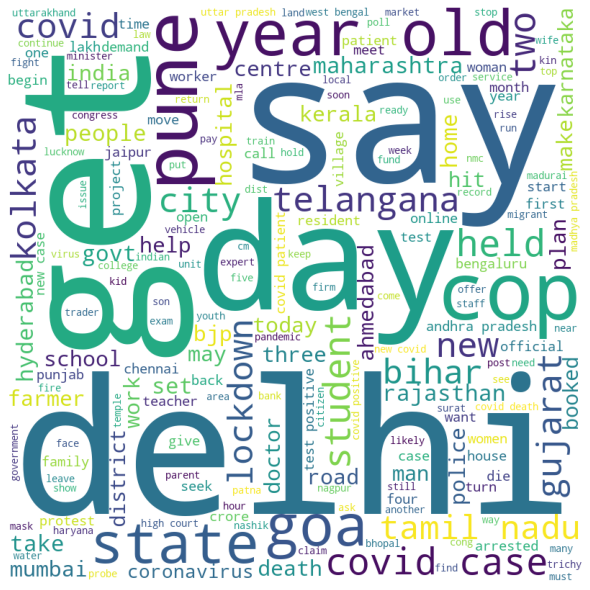 uttarakhand
covid
uttar pradesh
land
west bengal
market
stop
continue
law
time
poll
wife
year old
fight
minister
one
lakh
demand
patient
meet
two
service
top
tell
report
india
centre
maharashtra
woman
order
kin
make
karnataka
begin
worker
month
congress
return
mla
local
soon
ready
use
rise
year
run
move
pune
get
say
people
hospital
kerala
home
lucknow
put
jaipur
pay
train
week
fund
nmc
madurai
kolkata
issue
project
call
hold
village
dist
record
migrant
madhya pradesh
city
telangana
hit
start
first
plan
open
resident
online
virus
college
indian
vehicle
cm
test
govt
help
day
held
bengaluru
hyderabad
new case
unit
expert
keep
five
covid patient
firm
come
offer
staff
near
cop
kid
son
trader
exam
youth
pandemic
ahmedabad
andhra pradesh
bjp
today
new
official
school
may
three
student
new covid
post
need
punjab
chennai
back
area
bank
citizen
covid positive
see
bihar
fire
temple
teacher
set
work
lockdown
test positive
surat
covid death
rajasthan
booked
gujarat
farmer
delhi
government
face
give
doctor
likely
want
women
leave
show
family
district
seek
road
case
police
house
parent
patna
nagpur
still
man
die
turn
protest
hour
crore
ask
another
four
way
mask
haryana
high court
nashik
state
goa
tamil nadu
take
water
claim
bhopal
cong
arrested
many
mumbai
probe
coronavirus
death
covid case
find
trichy
must